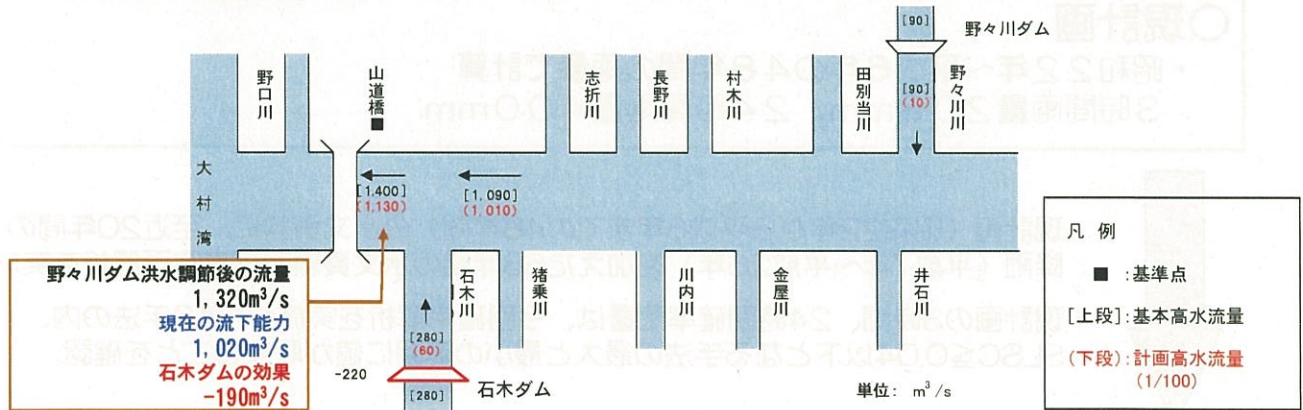 [90]
野々川ダム
野口川
山道橋■
志折川
長野川
村木川
田別当川
[90]
(10)
野々川
大村湾
[1,400]
(1,130)
[1,090]
(1,010)
野々川ダム洪水調節後の流量
1,320m³/s
現在の流下能力
1,020m³/s
石木ダムの効果
-190m³/s
石木川
猪乗川
川内川
金屋川
井石川
[280]
(60)
-220
石木ダム
[280]
単位: m³/s
凡 例
■ :基準点
[上段]:基本高水流量
(下段):計画高水流量
(1/100)